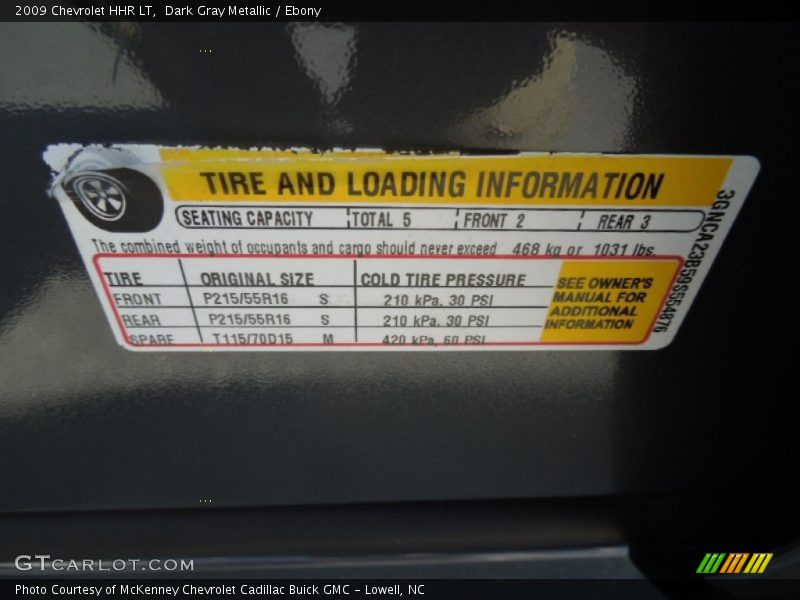 2009 Chevrolet HHR LT,  Dark Gray Metallic / Ebony
TIRE AND LOADING INFORMATION
SEATING CAPACITY TOTAL 5 FRONT 2 REAR 3
The combined weight of occupants and cargo should never exceed 468 kg or 1031 lbs.
TIRE ORIGINAL SIZE COLD TIRE PRESSURE
FRONT P215/55R16 S 210 kPa, 30 PSI
REAR P215/55R16 S 210 kPa, 30 PSI
SPARE T115/70D15 M 420 kPa, 60 PSI
SEE OWNER'S
MANUAL FOR
ADDITIONAL
INFORMATION
3GNCA23B59S554876
GTCARLOT.COM
Photo Courtesy of McKenney Chevrolet Cadillac Buick GMC - Lowell, NC